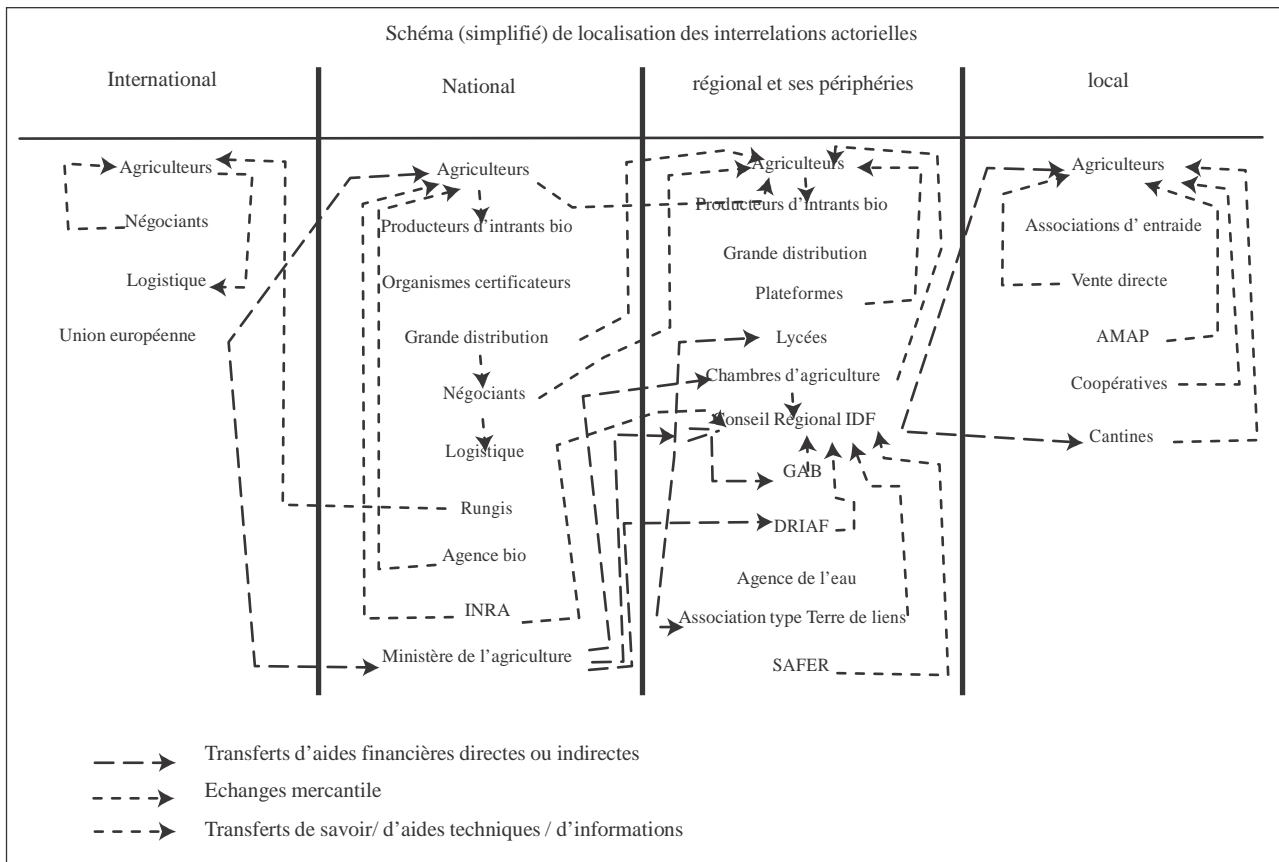 Schéma (simplifié) de localisation des interrelations actorielles
International
National
régional et ses périphéries
local
Agriculteurs
Négociants
Logistique
Union européenne
Agriculteurs
Producteurs d'intrants bio
Organismes certificateurs
Grande distribution
Négociants
Logistique
Rungis
Agence bio
INRA
Ministère de l'agriculture
Agriculteurs
Producteurs d'intrants bio
Grande distribution
Plateformes
Lycées
Chambres d'agriculture
Conseil Régional IDF
GAB
DRIAF
Agence de l'eau
Association type Terre de liens
SAFER
Agriculteurs
Associations d' entraide
Vente directe
AMAP
Coopératives
Cantines
Transferts d'aides financières directes ou indirectes
Echanges mercantile
Transferts de savoir/ d'aides techniques / d'informations